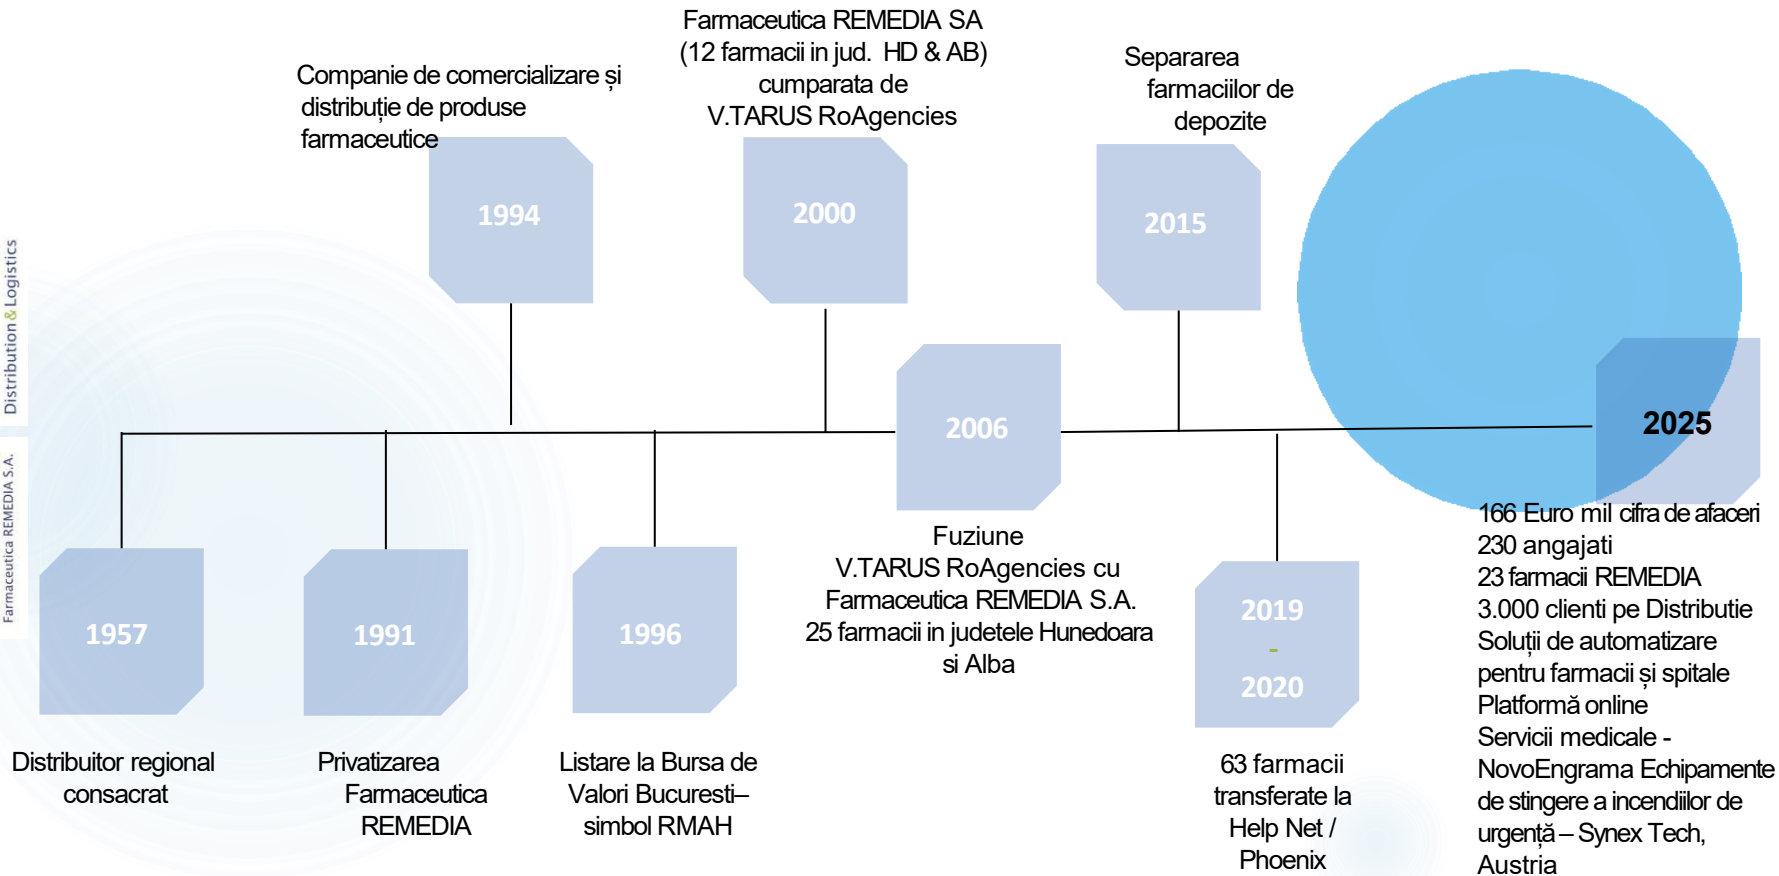 Farmaceutica REMEDIA SA
(12 farmacii in jud. HD & AB)
cumparata de
V.TARUS RoAgencies
Companie de comercializare și
distribuție de produse
farmaceutice
Separarea
farmaciilor de
depozite
1994
2000
2015
Distribution & Logistics
Farmaceutica REMEDIA S.A.
2006
2025
Fuziune
V.TARUS RoAgencies cu
Farmaceutica REMEDIA S.A.
25 farmacii in judetele Hunedoara
si Alba
1957
1991
1996
2019
-
2020
Distribuitor regional
consacrat
Privatizarea
Farmaceutica
REMEDIA
Listare la Bursa de
Valori Bucuresti–
simbol RMAH
63 farmacii
transferate la
Help Net /
Phoenix
166 Euro mil cifra de afaceri
230 angajati
23 farmacii REMEDIA
3.000 clienti pe Distributie
Soluții de automatizare
pentru farmacii și spitale
Platformă online
Servicii medicale -
NovoEngrama Echipamente
de stingere a incendiilor de
urgență – Synex Tech,
Austria